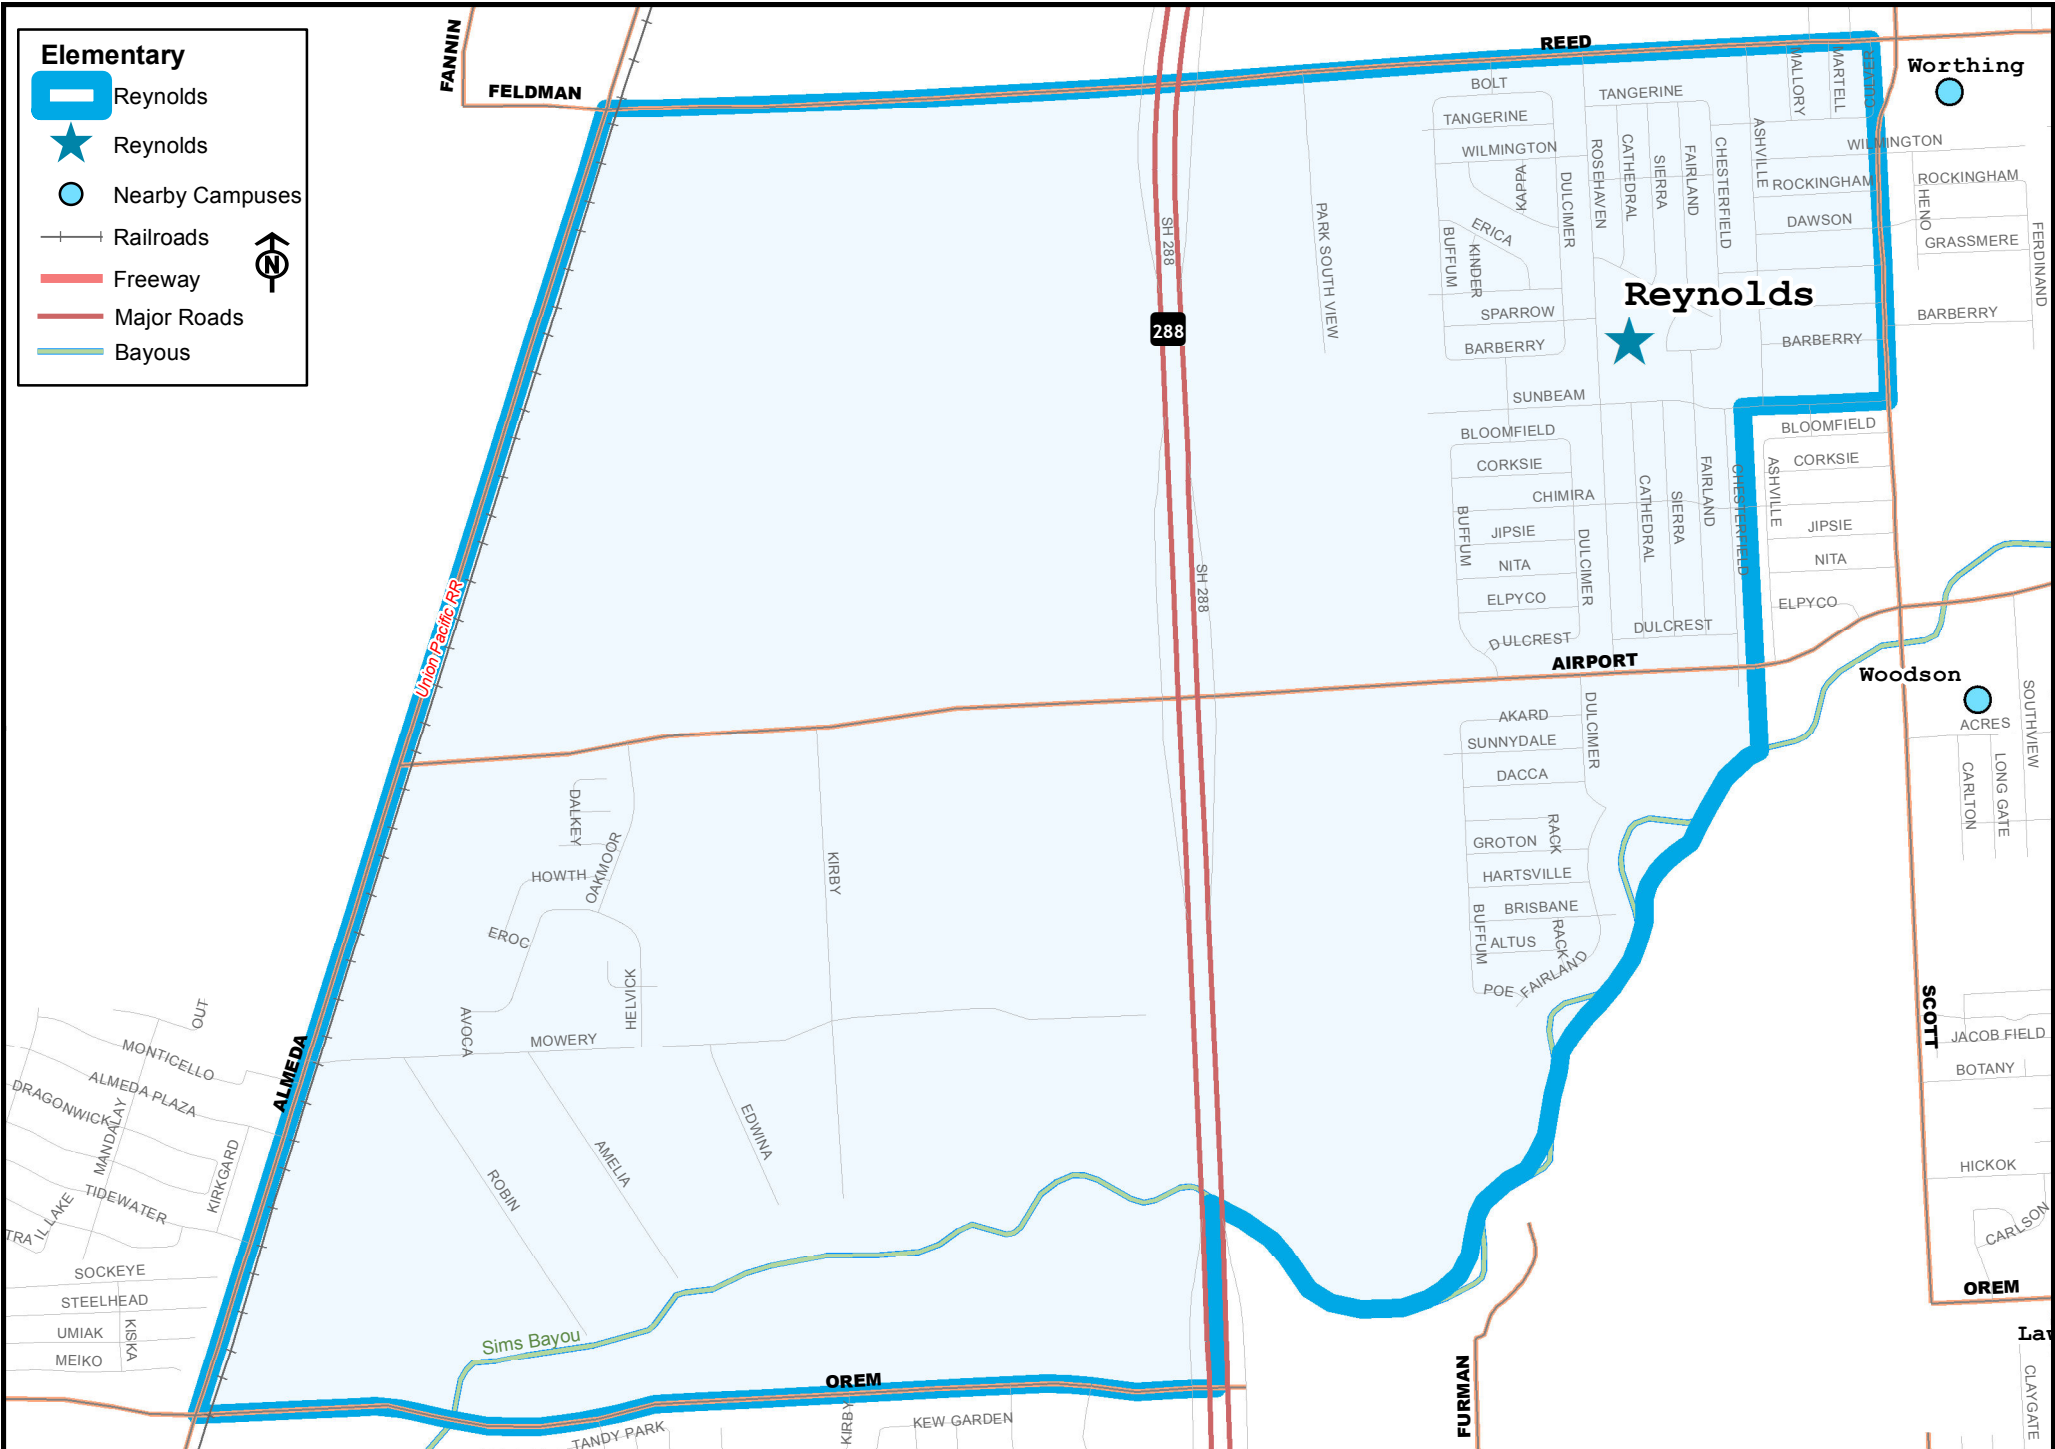 Elementary
Reynolds
Reynolds
Nearby Campuses
Railroads
N
Freeway
Major Roads
Bayous
FANNIN
FELDMAN
REED
Worthing
BOLT
TANGERINE
TANGERINE
MALLORY
MARTELL
CULVER
WILMINGTON
WILMINGTON
KAPPA
DULCIMER
ROSEHAVEN
CATHEDRAL
SIERRA
FAIRLAND
CHESTERFIELD
ASHVILLE
ROCKINGHAM
ROCKINGHAM
DAWSON
HENO
GRASSMERE
FERDINAND
PARK SOUTH VIEW
SH 288
BUFFUM
ERICA
KINDER
Reynolds
SPARROW
BARBERRY
BARBERRY
BARBERRY
288
SUNBEAM
BLOOMFIELD
BLOOMFIELD
CORKSIE
CORKSIE
CHIMIRA
BUFFUM
JIPSIE
NITA
ELPYCO
DULCREST
DULCIMER
CATHEDRAL
SIERRA
FAIRLAND
CHESTERFIELD
ASHVILLE
JIPSIE
NITA
ELPYCO
DULCREST
SH 288
Union Pacific RR
AIRPORT
Woodson
ACRES
SOUTHVIEW
CARLTON
LONG GATE
AKARD
SUNNYDALE
DACCA
DULCIMER
GROTON
RACK
HARTSVILLE
BRISBANE
BUFFUM
ALTUS
RACK
POE
FAIRLAND
DALKEY
OAKMOOR
HOWTH
EROC
KIRBY
HELVICK
AVOCA
MOWERY
OUT
MONTICELLO
ALMEDA PLAZA
DRAGONWICK
MANDALAY
ALMEDA
KIRKGARD
TIDEWATER
TRAIL LAKE
SOCKEYE
STEELHEAD
UMIAK
KISKA
MEIKO
ROBIN
AMELIA
EDWINA
Sims Bayou
OREM
TANDY PARK
KIRBY
KEW GARDEN
FURMAN
SCOTT
JACOB FIELD
BOTANY
HICKOK
CARLSON
OREM
Law
CLAYGATE